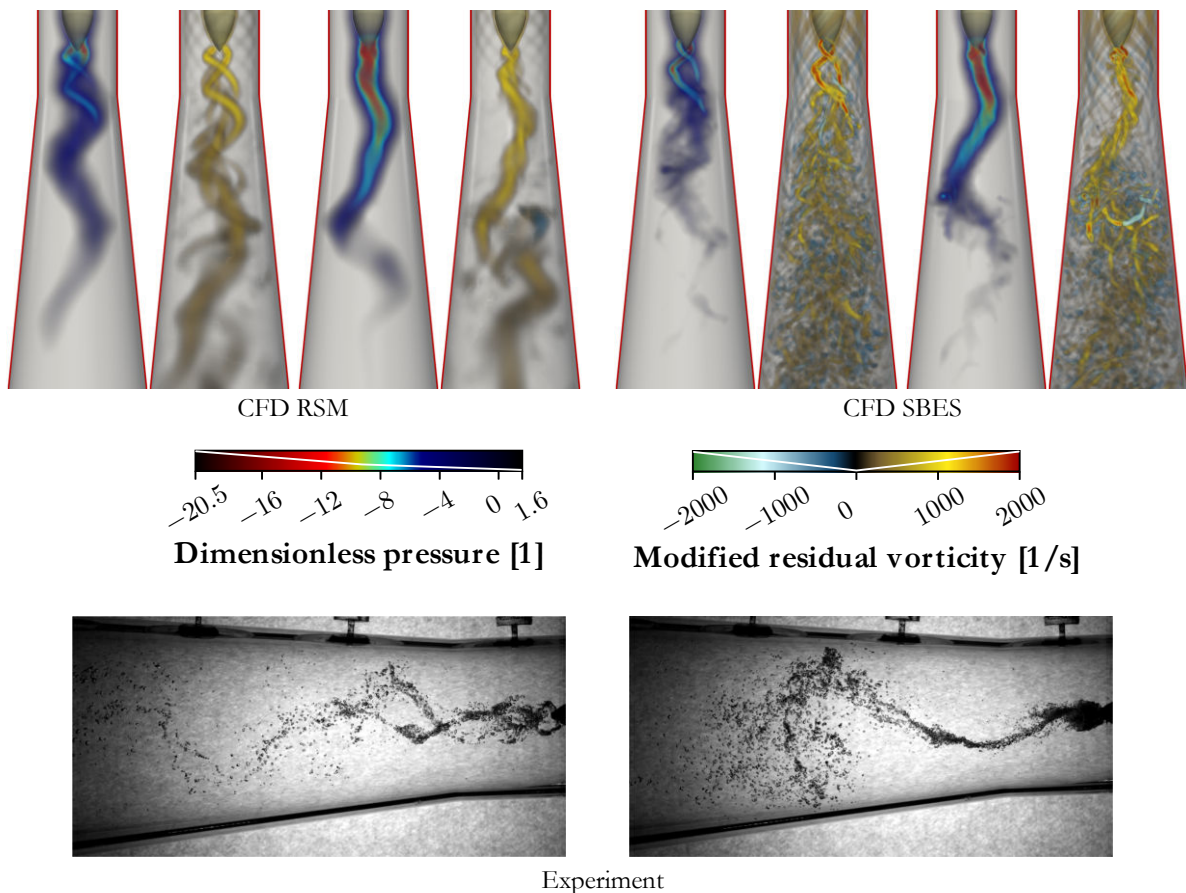 CFD RSM
CFD SBES
−20.5 −16 −12 −8 −4 0 1.6
Dimensionless pressure [1]
−2000 −1000 0 1000 2000
Modified residual vorticity [1/s]
Experiment